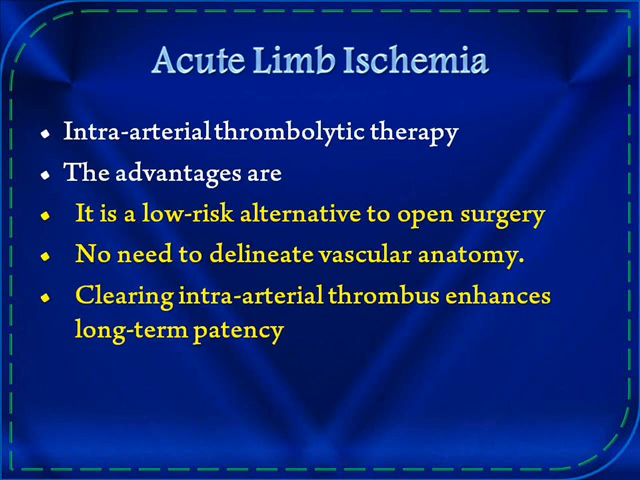 Acute Limb Ischemia
• Intra-arterial thrombolytic therapy
• The advantages are
• It is a low-risk alternative to open surgery
• No need to delineate vascular anatomy.
• Clearing intra-arterial thrombus enhances
long-term patency